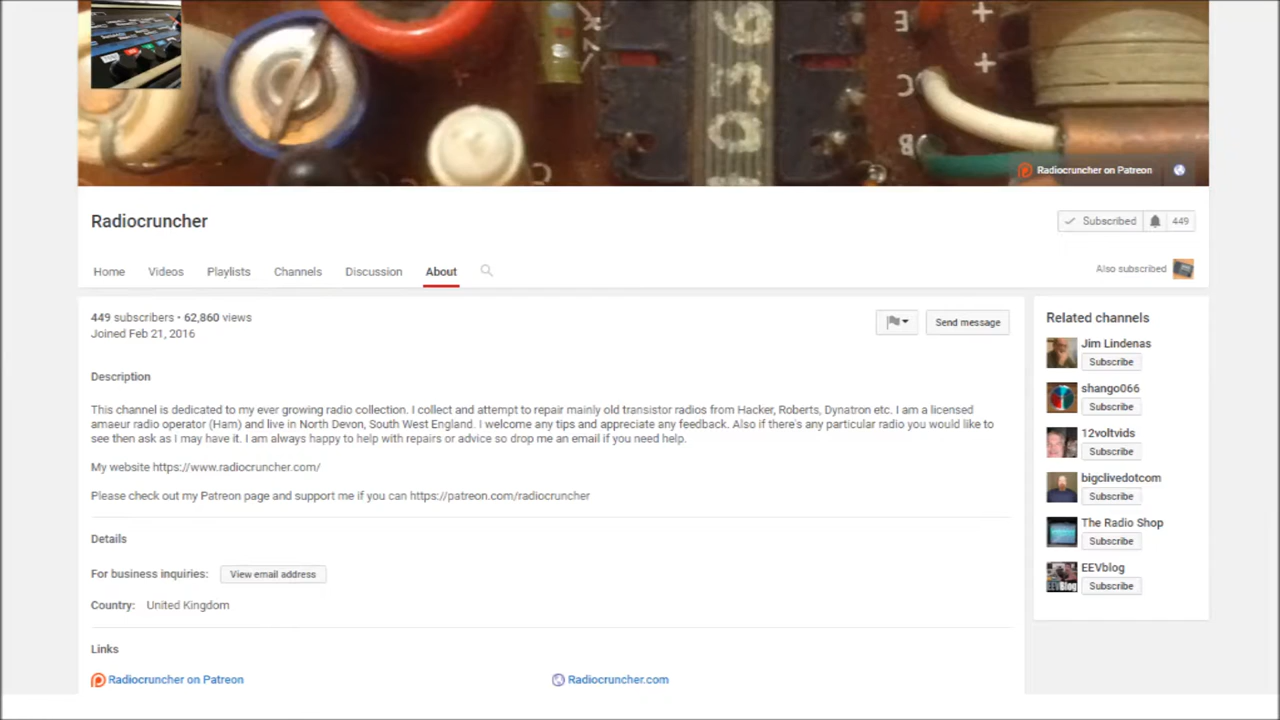 E
C
B
Radiocruncher on Patreon
Radiocruncher
Subscribed 449
Home Videos Playlists Channels Discussion About
Also subscribed
449 subscribers • 62,860 views
Joined Feb 21, 2016
Send message
Description
This channel is dedicated to my ever growing radio collection. I collect and attempt to repair mainly old transistor radios from Hacker, Roberts, Dynatron etc. I am a licensed
amaeur radio operator (Ham) and live in North Devon, South West England. I welcome any tips and appreciate any feedback. Also if there's any particular radio you would like to
see then ask as I may have it. I am always happy to help with repairs or advice so drop me an email if you need help.
My website https://www.radiocruncher.com/
Please check out my Patreon page and support me if you can https://patreon.com/radiocruncher
Details
For business inquiries: View email address
Country: United Kingdom
Links
Radiocruncher on Patreon Radiocruncher.com
Related channels
Jim Lindenas
Subscribe
shango066
Subscribe
12voltvids
Subscribe
bigclivedotcom
Subscribe
The Radio Shop
Subscribe
EEVblog
Subscribe